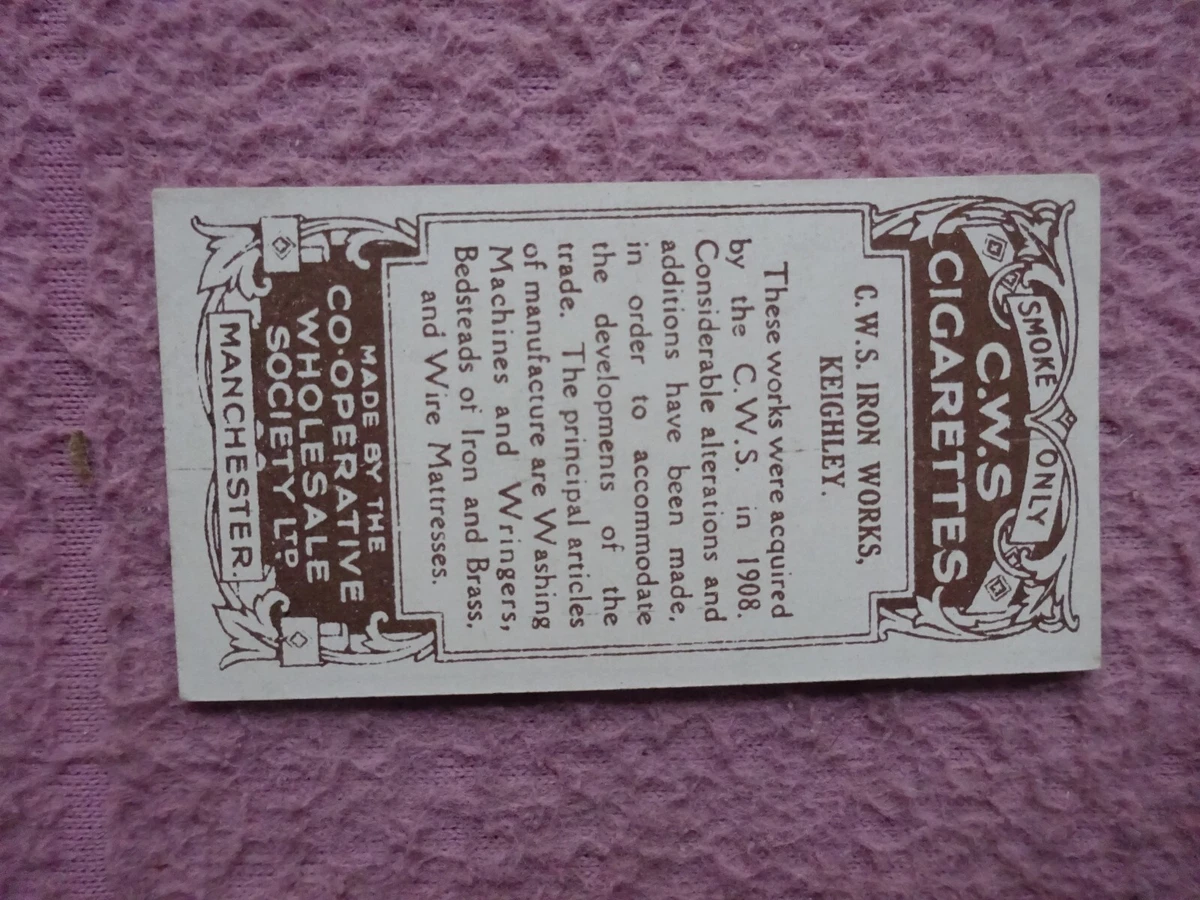 SMOKE ONLY
C.W.S
CIGARETTES
C.W.S. IRON WORKS,
KEIGHLEY.
These works were acquired
by the C.W.S. in 1908.
Considerable alterations and
additions have been made,
in order to accommodate
the developments of the
trade. The principal articles
of manufacture are Washing
Machines and Wringers,
Bedsteads of Iron and Brass,
and Wire Mattresses.
MADE BY THE
CO-OPERATIVE
WHOLESALE
SOCIETY LTD.
MANCHESTER.